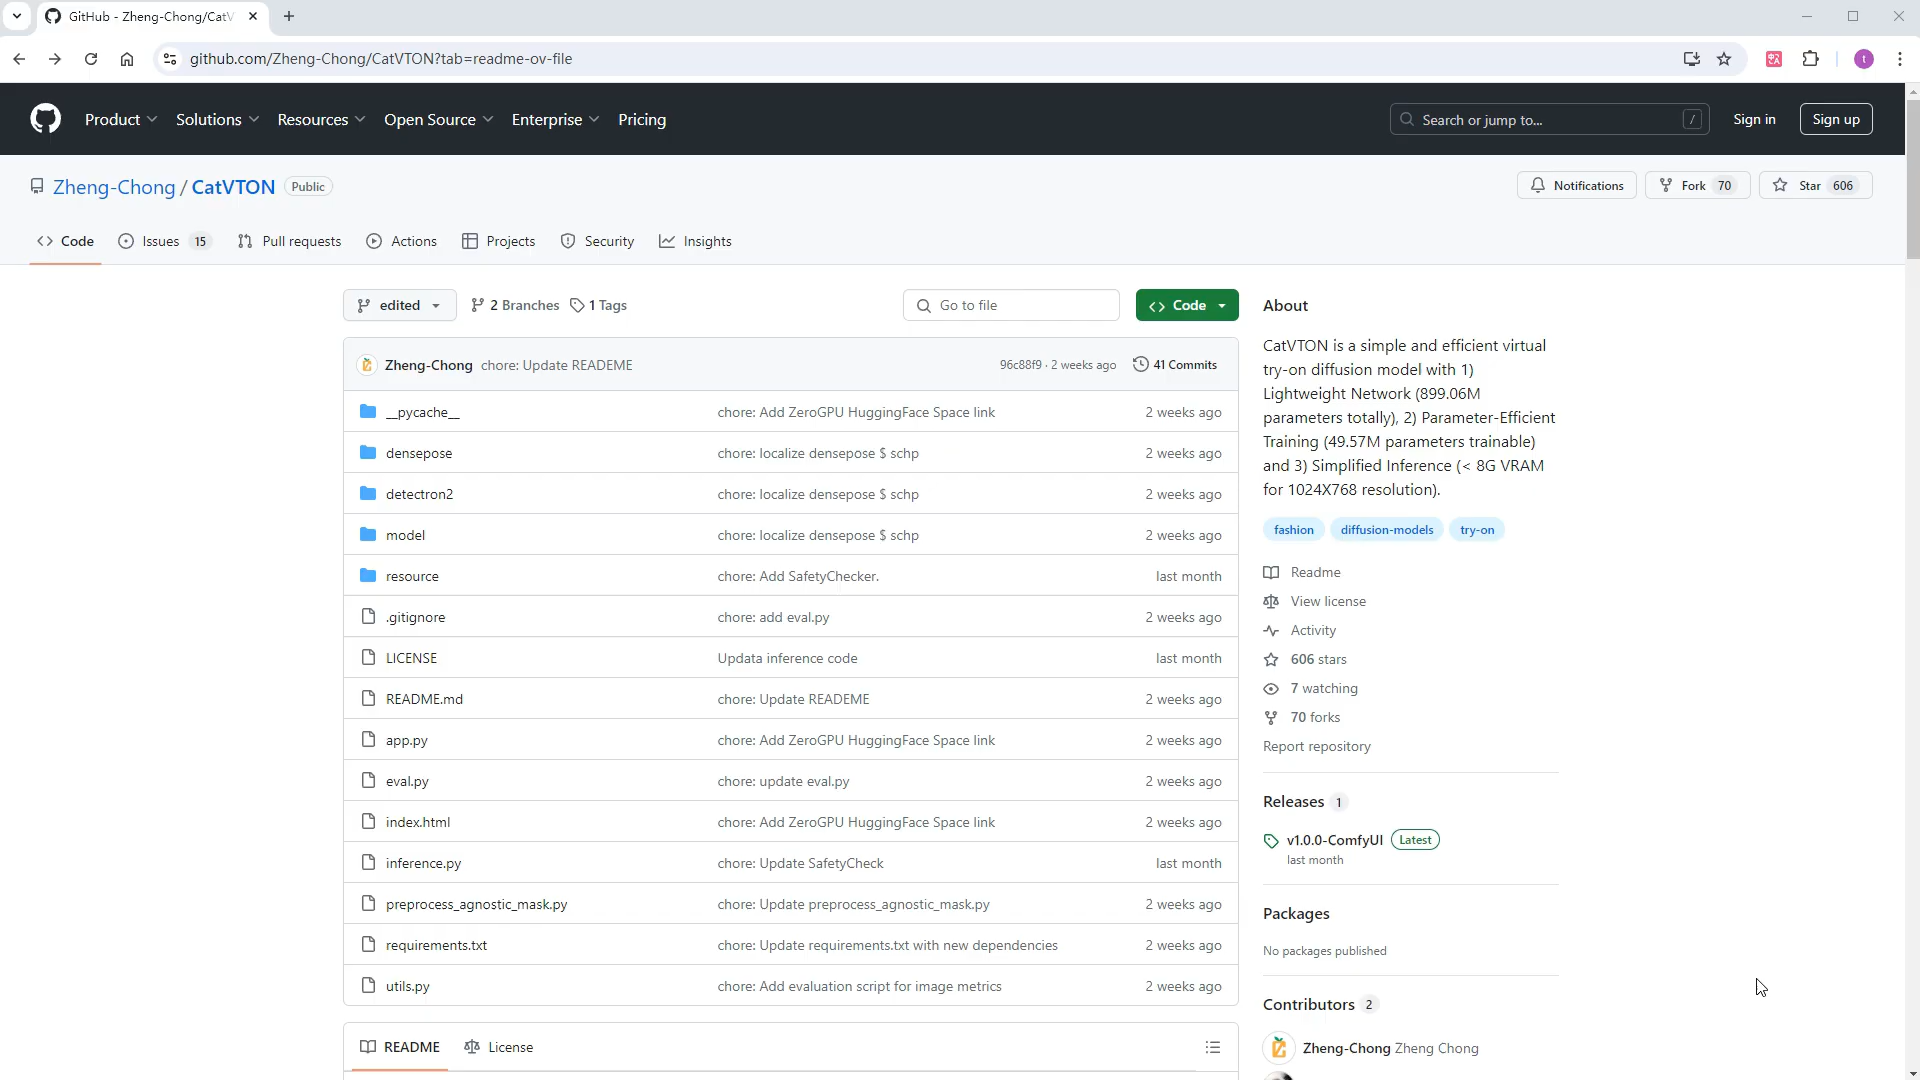 GitHub - Zheng-Chong/CatV
github.com/Zheng-Chong/CatVTON?tab=readme-ov-file
t
Product Solutions Resources Open Source Enterprise Pricing
Search or jump to... / Sign in Sign up
Zheng-Chong / CatVTON Public
Notifications Fork 70 Star 606
Code Issues 15 Pull requests Actions Projects Security Insights
edited 2 Branches 1 Tags Go to file Code
Zheng-Chong chore: Update READEME 96c88f9 · 2 weeks ago 41 Commits
__pycache__ chore: Add ZeroGPU HuggingFace Space link 2 weeks ago
densepose chore: localize densepose $ schp 2 weeks ago
detectron2 chore: localize densepose $ schp 2 weeks ago
model chore: localize densepose $ schp 2 weeks ago
resource chore: Add SafetyChecker. last month
.gitignore chore: add eval.py 2 weeks ago
LICENSE Updata inference code last month
README.md chore: Update READEME 2 weeks ago
app.py chore: Add ZeroGPU HuggingFace Space link 2 weeks ago
eval.py chore: update eval.py 2 weeks ago
index.html chore: Add ZeroGPU HuggingFace Space link 2 weeks ago
inference.py chore: Update SafetyCheck last month
preprocess_agnostic_mask.py chore: Update preprocess_agnostic_mask.py 2 weeks ago
requirements.txt chore: Update requirements.txt with new dependencies 2 weeks ago
utils.py chore: Add evaluation script for image metrics 2 weeks ago
README License
About
CatVTON is a simple and efficient virtual
try-on diffusion model with 1)
Lightweight Network (899.06M
parameters totally), 2) Parameter-Efficient
Training (49.57M parameters trainable)
and 3) Simplified Inference (< 8G VRAM
for 1024X768 resolution).
fashion diffusion-models try-on
Readme
View license
Activity
606 stars
7 watching
70 forks
Report repository
Releases 1
v1.0.0-ComfyUI Latest
last month
Packages
No packages published
Contributors 2
Zheng-Chong Zheng Chong